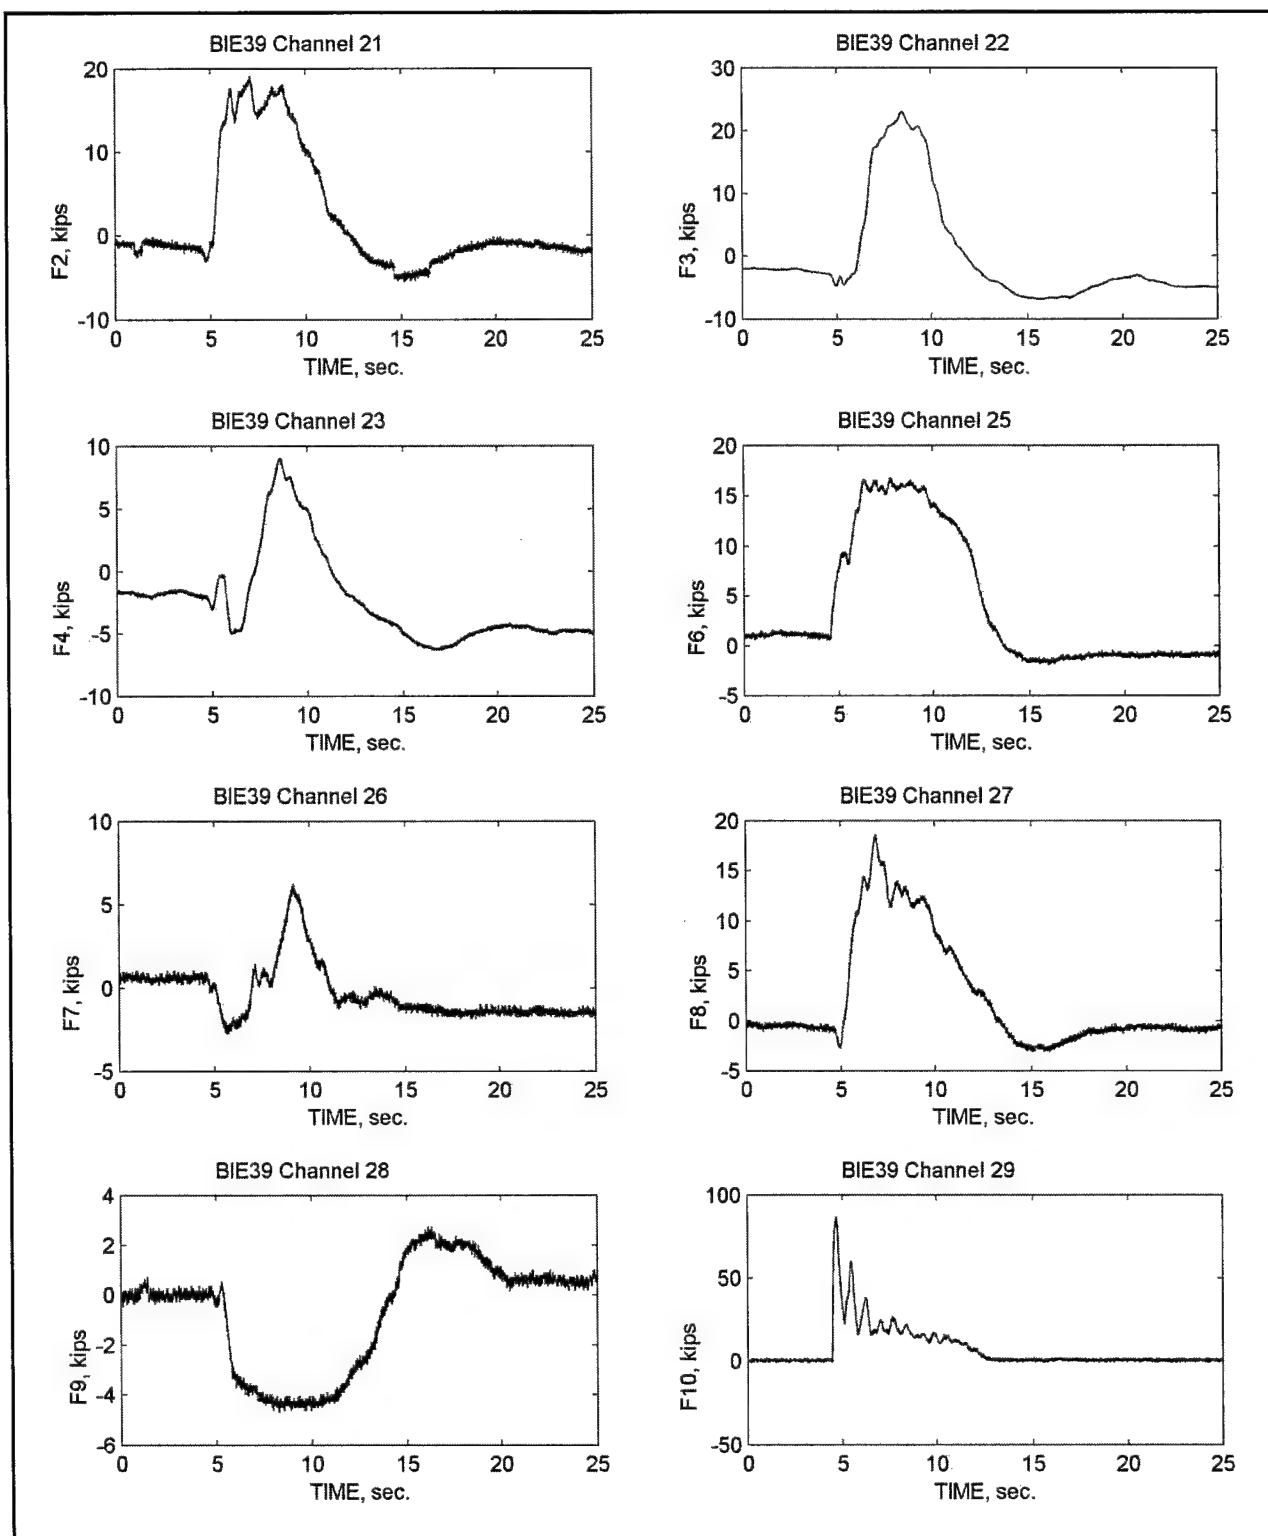 BIE39 Channel 21
20
10
0
-10
F2, kips
0 5 10 15 20 25
TIME, sec.
BIE39 Channel 22
30
20
10
0
-10
F3, kips
0 5 10 15 20 25
TIME, sec.
BIE39 Channel 23
10
5
0
-5
-10
F4, kips
0 5 10 15 20 25
TIME, sec.
BIE39 Channel 25
20
15
10
5
0
-5
F6, kips
0 5 10 15 20 25
TIME, sec.
BIE39 Channel 26
10
5
0
-5
F7, kips
0 5 10 15 20 25
TIME, sec.
BIE39 Channel 27
20
15
10
5
0
-5
F8, kips
0 5 10 15 20 25
TIME, sec.
BIE39 Channel 28
4
2
0
-2
-4
-6
F9, kips
0 5 10 15 20 25
TIME, sec.
BIE39 Channel 29
100
50
0
-50
F10, kips
0 5 10 15 20 25
TIME, sec.